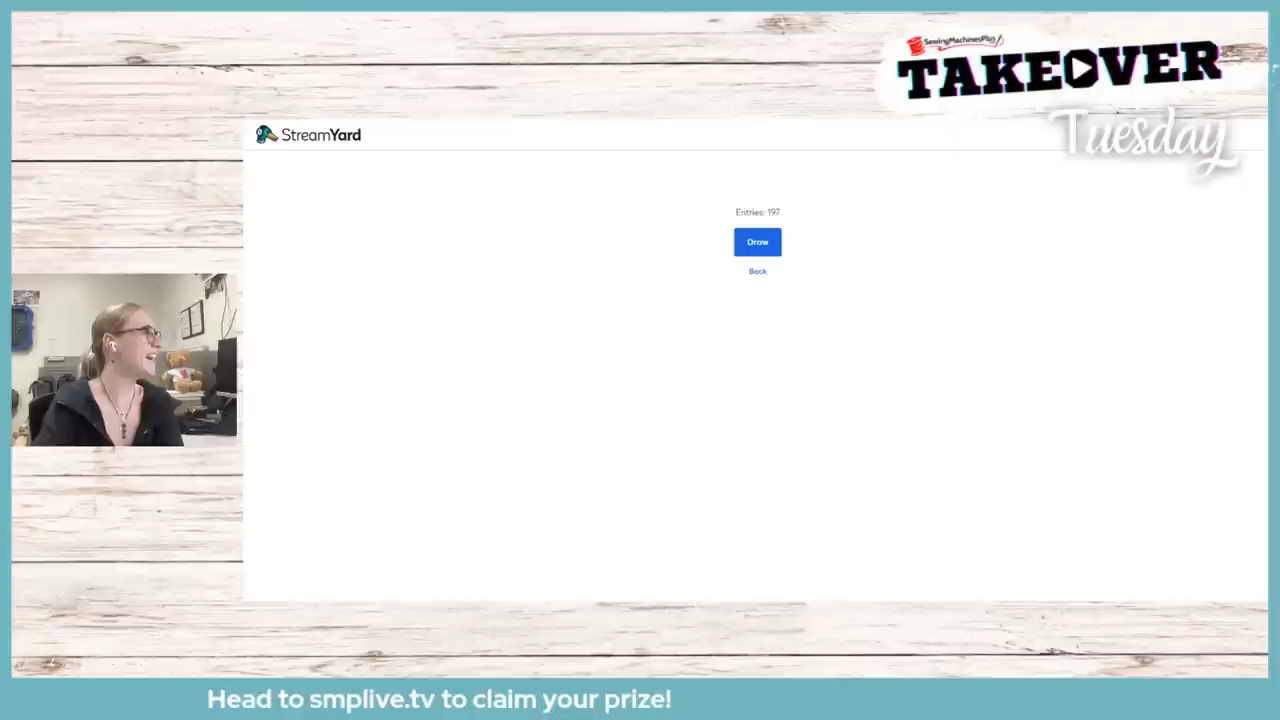 SewingMachinesPlus
TAKEOVER
Tuesday
StreamYard
Entries: 197
Draw
Back
Head to smplive.tv to claim your prize!